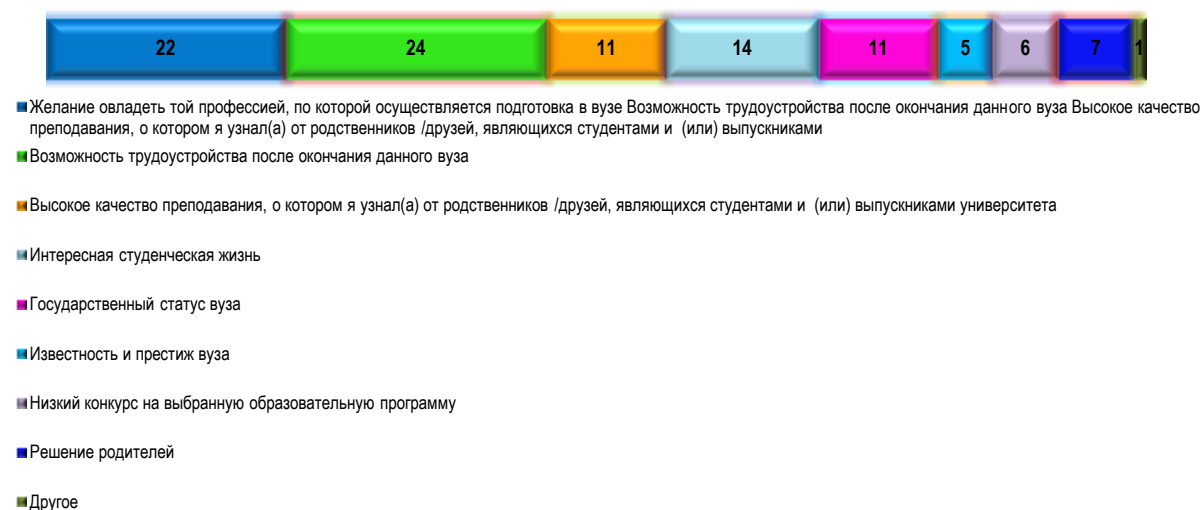 22 24 11 14 11 5 6 7 1
Желание овладеть той профессией, по которой осуществляется подготовка в вузе Возможность трудоустройства после окончания данного вуза Высокое качество
преподавания, о котором я узнал(а) от родственников /друзей, являющихся студентами и (или) выпускниками
Возможность трудоустройства после окончания данного вуза
Высокое качество преподавания, о котором я узнал(а) от родственников /друзей, являющихся студентами и (или) выпускниками университета
Интересная студенческая жизнь
Государственный статус вуза
Известность и престиж вуза
Низкий конкурс на выбранную образовательную программу
Решение родителей
Другое